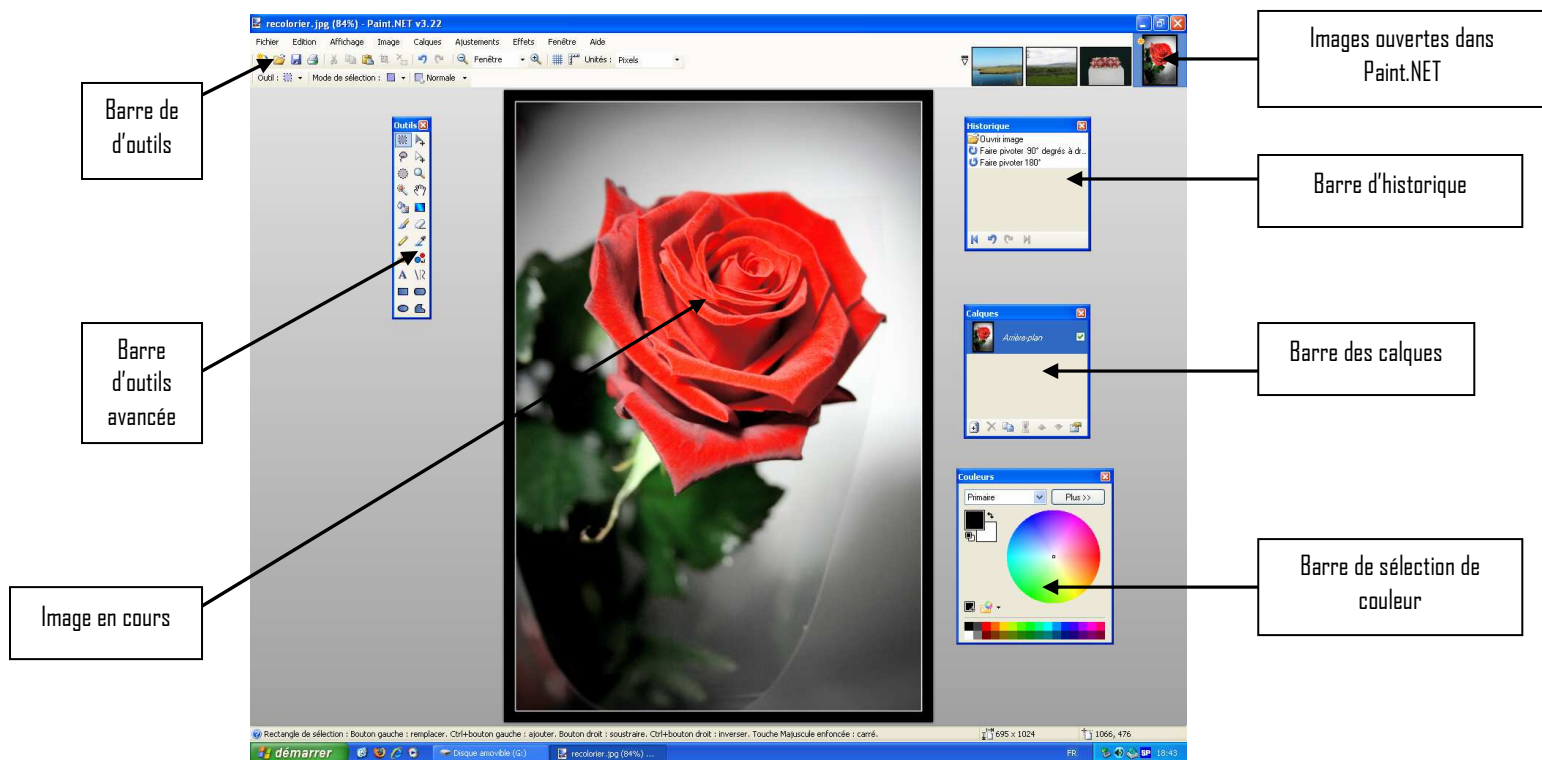 recolorier.jpg (84%) - Paint.NET v3.22
Fichier Edition Affichage Image Calques Ajustements Effets Fenêtre Aide
Fenêtre Unités : Pixels
Outil : Mode de sélection : Normale
Barre de
d'outils
Barre
d'outils
avancée
Image en cours
Outils
Images ouvertes dans
Paint.NET
Historique
Ouvrir image
Faire pivoter 90° degrés à dr...
Faire pivoter 180°
Barre d'historique
Calques
Arrière-plan
Barre des calques
Couleurs
Primaire Plus >>
Barre de sélection de
couleur
Rectangle de sélection : Bouton gauche : remplacer. Ctrl+bouton gauche : ajouter. Bouton droit : soustraire. Ctrl+bouton droit : inverser. Touche Majuscule enfoncée : carré. 695 x 1024 1066, 476
démarrer Disque amovible (G:) recolorier.jpg (84%) ... FR SP 18:43